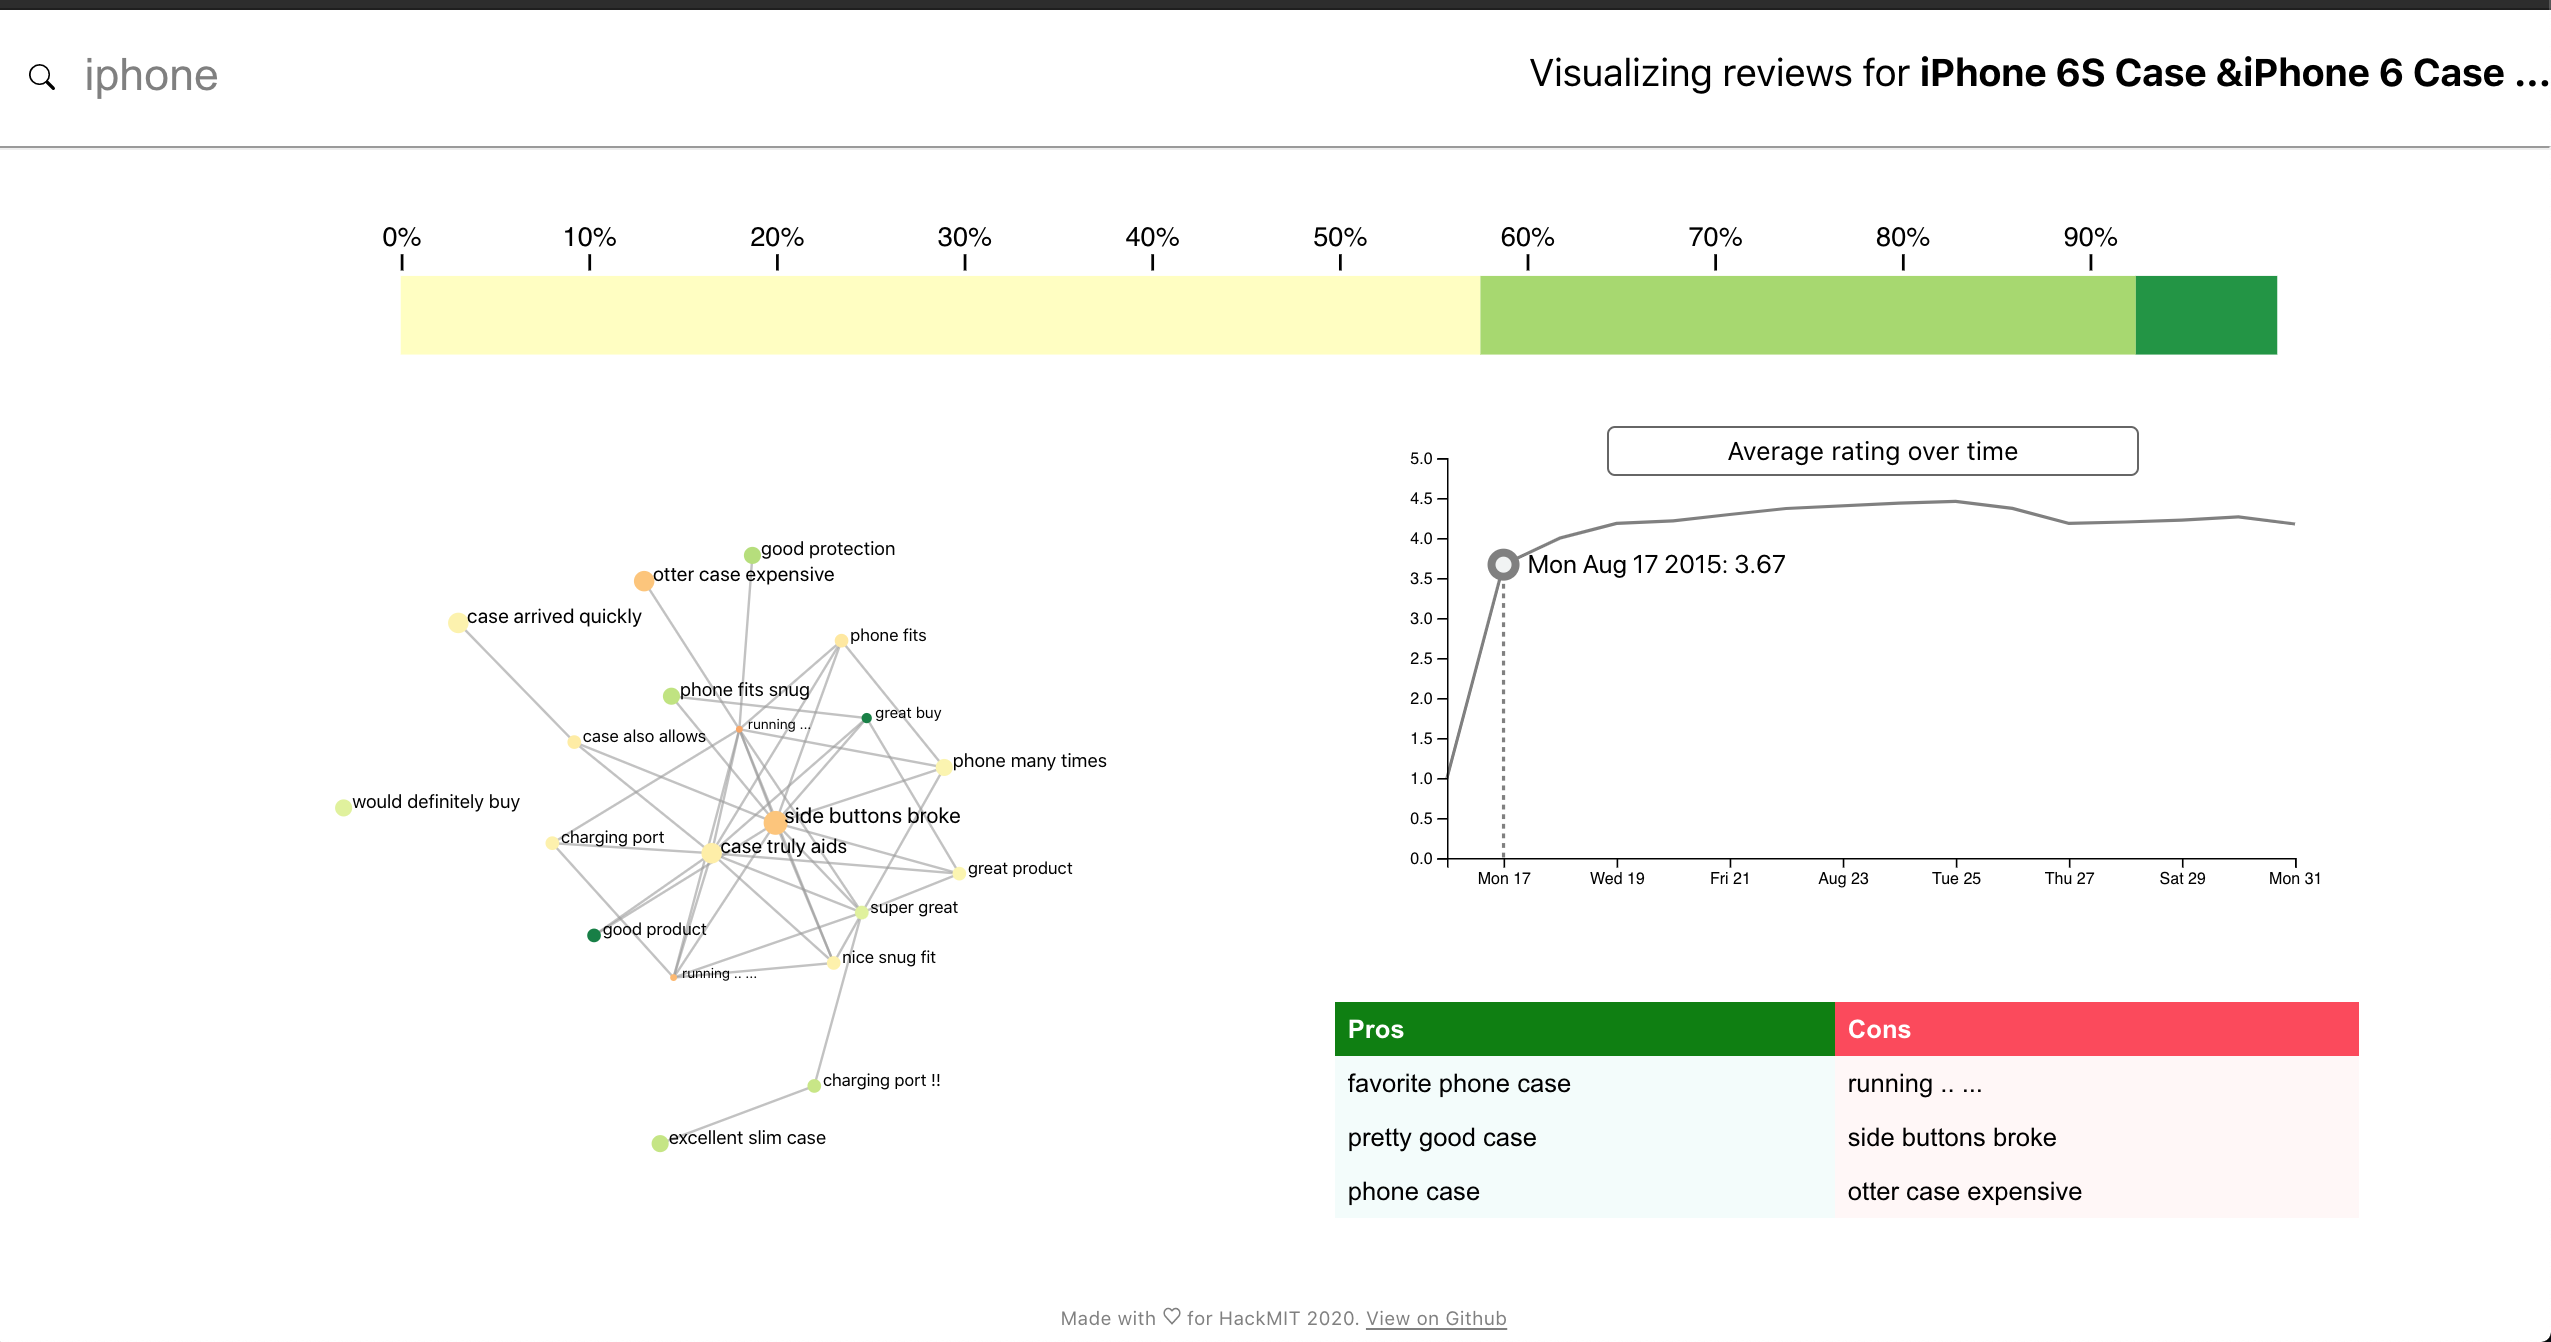 iphone
Visualizing reviews for iPhone 6S Case &iPhone 6 Case ...
0% 10% 20% 30% 40% 50% 60% 70% 80% 90%
good protection
otter case expensive
case arrived quickly
phone fits
phone fits snug
great buy
running ...
case also allows
phone many times
would definitely buy
side buttons broke
charging port
case truly aids
great product
super great
good product
nice snug fit
running .. ...
charging port !!
excellent slim case
Average rating over time
5.0
4.5
4.0
Mon Aug 17 2015: 3.67
3.5
3.0
2.5
2.0
1.5
1.0
0.5
0.0
Mon 17 Wed 19 Fri 21 Aug 23 Tue 25 Thu 27 Sat 29 Mon 31
Pros Cons
favorite phone case running .. ...
pretty good case side buttons broke
phone case otter case expensive
Made with ♡ for HackMIT 2020. View on Github